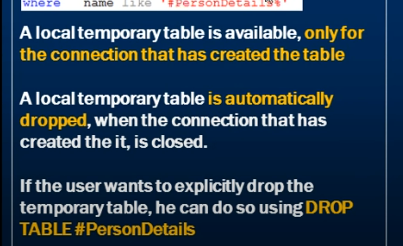 where name like '#PersonDetails%'
A local temporary table is available, only for
the connection that has created the table
A local temporary table is automatically
dropped, when the connection that has
created the it, is closed.
If the user wants to explicitly drop the
temporary table, he can do so using DROP
TABLE #PersonDetails